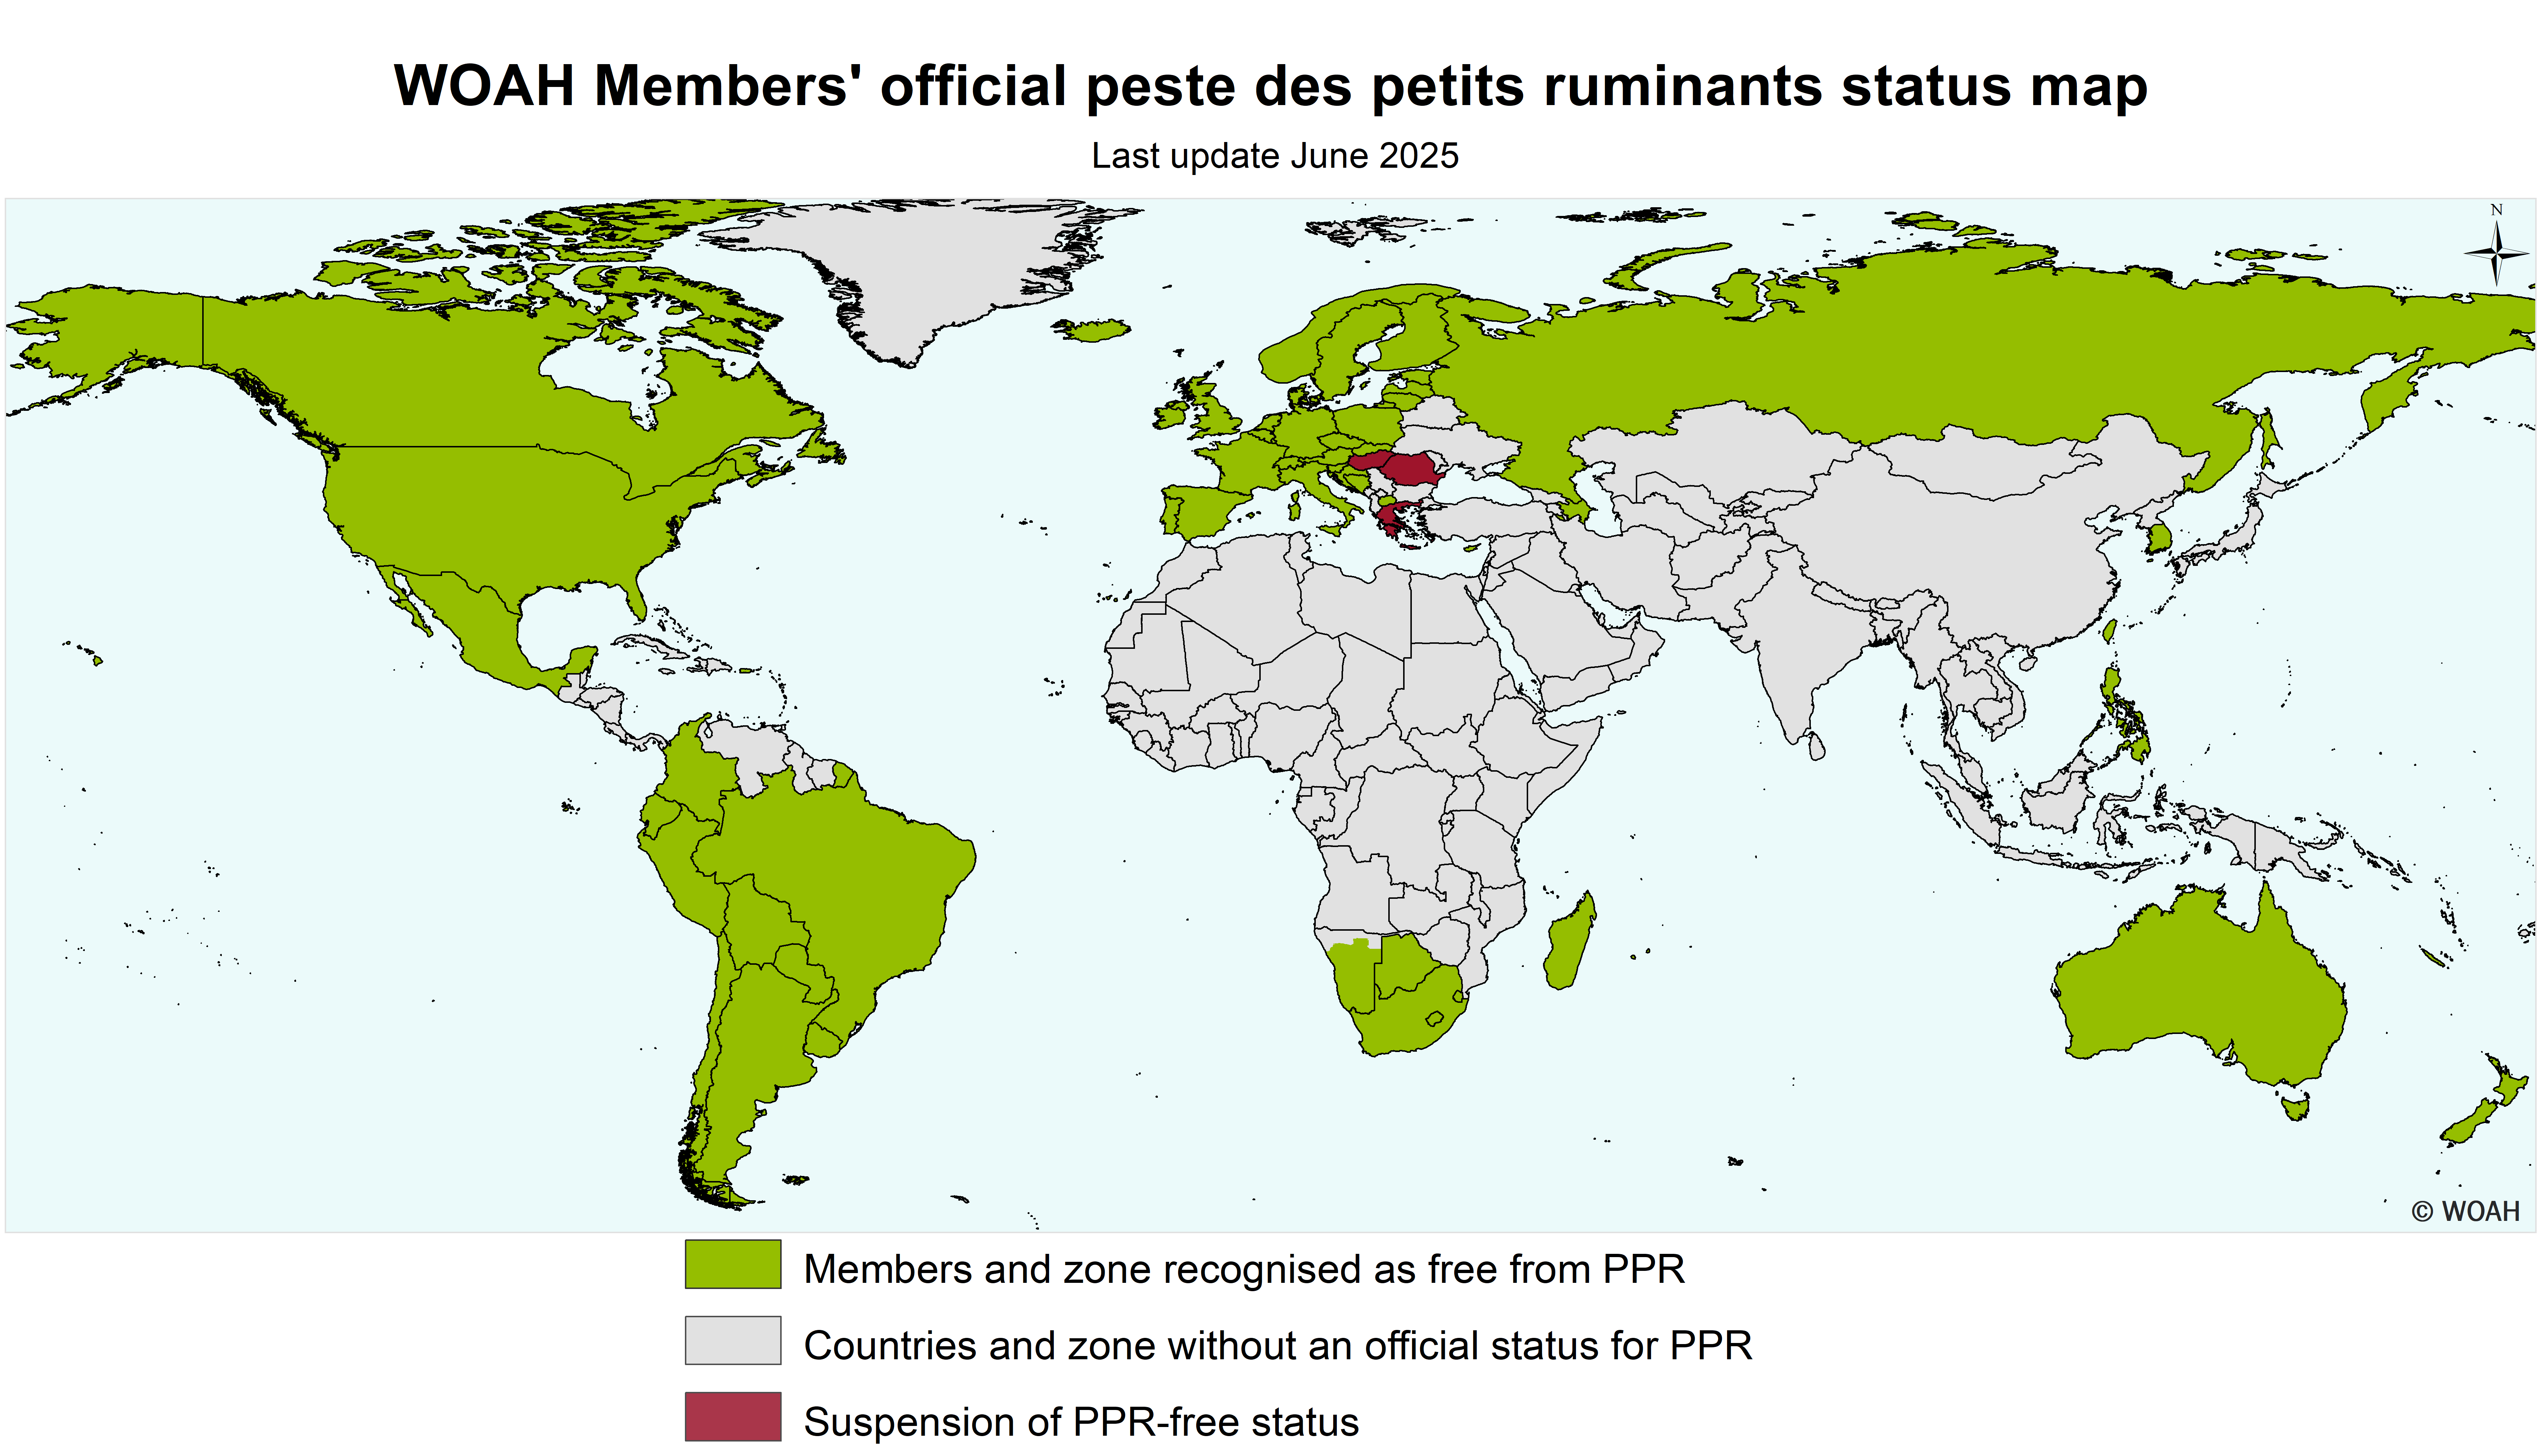 WOAH Members' official peste des petits ruminants status map
Last update June 2025
N
© WOAH
Members and zone recognised as free from PPR
Countries and zone without an official status for PPR
Suspension of PPR-free status